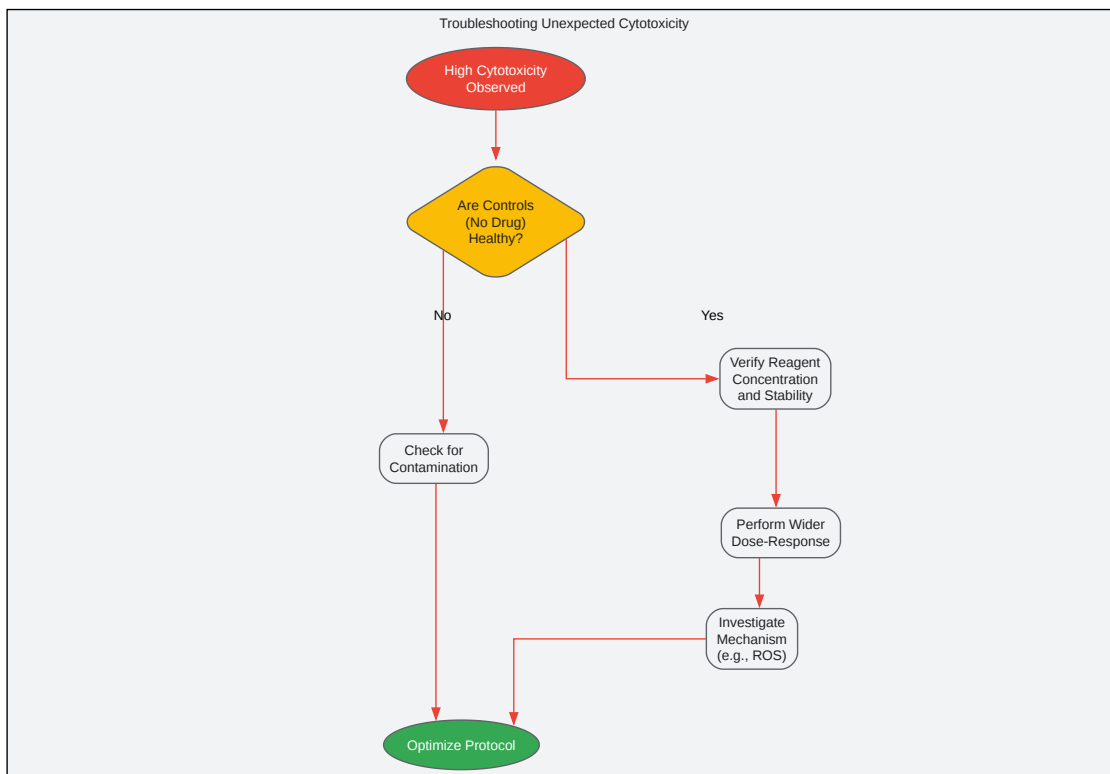 Troubleshooting Unexpected Cytotoxicity
High Cytotoxicity
Observed
Are Controls
(No Drug)
Healthy?
No
Yes
Verify Reagent
Concentration
and Stability
Check for
Contamination
Perform Wider
Dose-Response
Investigate
Mechanism
(e.g., ROS)
Optimize Protocol